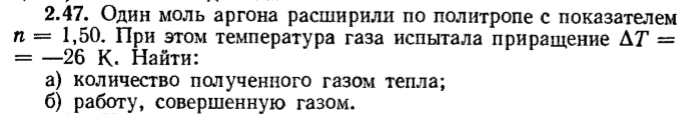 2.47. Один моль аргона расширили по политропе с показателем
n = 1,50. При этом температура газа испытала приращение ΔT =
= —26 К. Найти:
а) количество полученного газом тепла;
б) работу, совершенную газом.